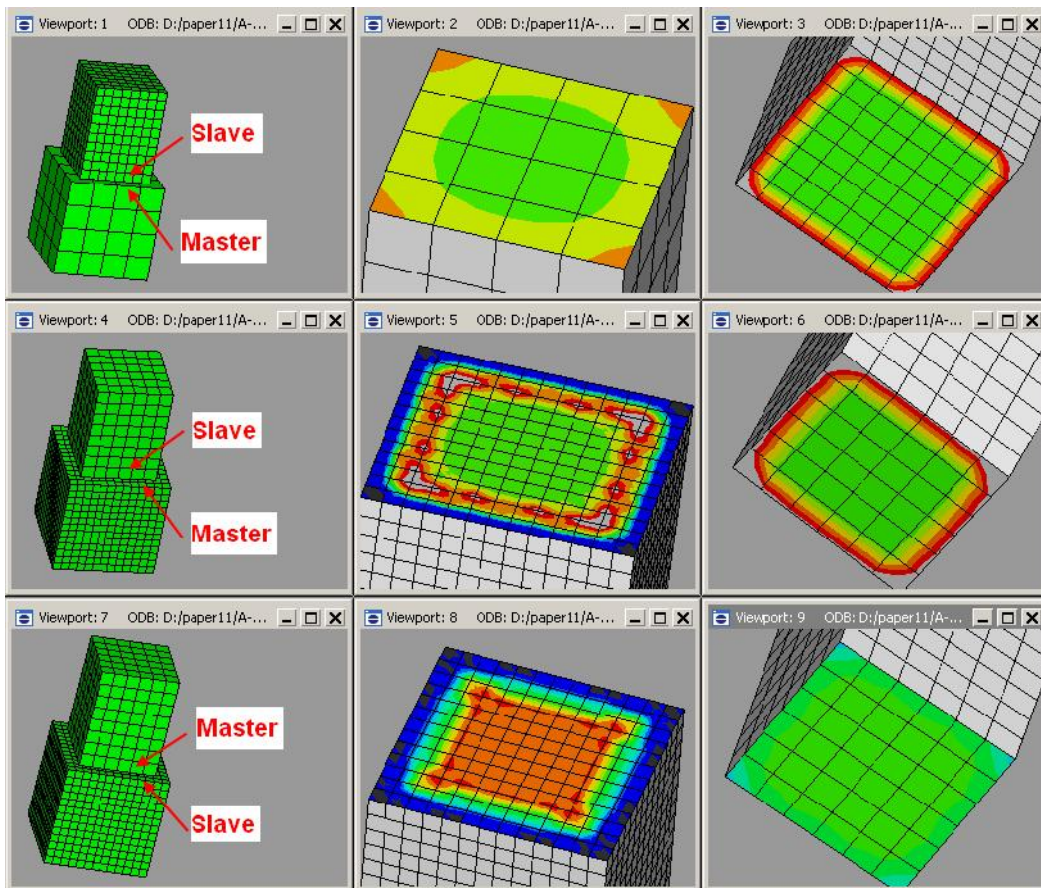 Viewport: 1 ODB: D:/paper11/A-...
Viewport: 2 ODB: D:/paper11/A-...
Viewport: 3 ODB: D:/paper11/A-...
Slave
Master
Viewport: 4 ODB: D:/paper11/A-...
Viewport: 5 ODB: D:/paper11/A-...
Viewport: 6 ODB: D:/paper11/A-...
Slave
Master
Viewport: 7 ODB: D:/paper11/A-...
Viewport: 8 ODB: D:/paper11/A-...
Viewport: 9 ODB: D:/paper11/A-...
Master
Slave